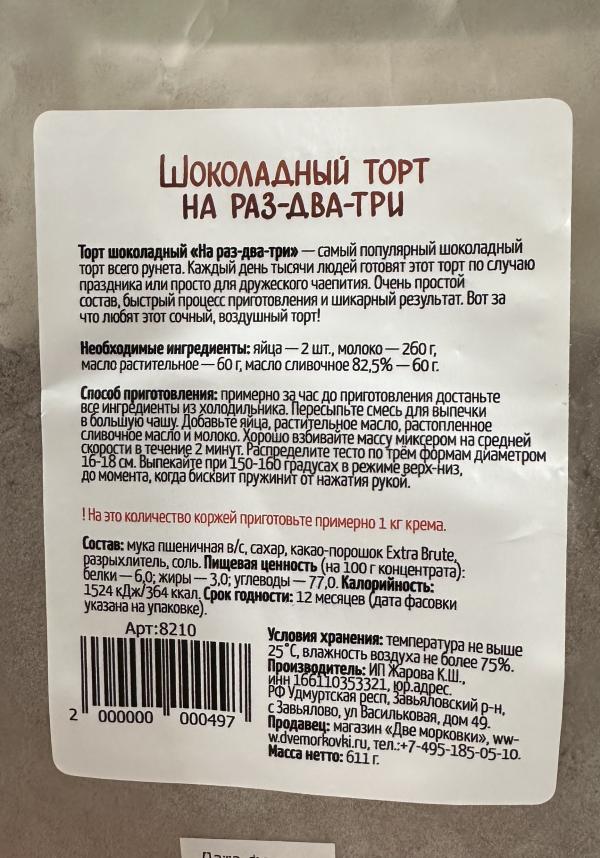 Шоколадный торт
на раз-два-три
Торт шоколадный «На раз-два-три» — самый популярный шоколадный
торт всего рунета. Каждый день тысячи людей готовят этот торт по случаю
праздника или просто для дружеского чаепития. Очень простой
состав, быстрый процесс приготовления и шикарный результат. Вот за
что любят этот сочный, воздушный торт!
Необходимые ингредиенты: яйца — 2 шт., молоко — 260 г,
масло растительное — 60 г, масло сливочное 82,5% — 60 г.
Способ приготовления: примерно за час до приготовления достаньте
все ингредиенты из холодильника. Пересыпьте смесь для выпечки
в большую чашу. Добавьте яйца, растительное масло, растопленное
сливочное масло и молоко. Хорошо взбивайте массу миксером на средней
скорости в течение 2 минут. Распределите тесто по трём формам диаметром
16-18 см. Выпекайте при 150-160 градусах в режиме верх-низ,
до момента, когда бисквит пружинит от нажатия рукой.
! На это количество коржей приготовьте примерно 1 кг крема.
Состав: мука пшеничная в/с, сахар, какао-порошок Extra Brute,
разрыхлитель, соль. Пищевая ценность (на 100 г концентрата):
белки — 6,0; жиры — 3,0; углеводы — 77,0. Калорийность:
1524 кДж/364 ккал. Срок годности: 12 месяцев (дата фасовки
указана на упаковке).
Арт:8210
2 000000 000497
Условия хранения: температура не выше
25˚С, влажность воздуха не более 75%.
Производитель: ИП Жарова К.Ш.,
инн 166110353321, юр.адрес.
РФ Удмуртская респ, Завьяловский р-н,
с Завьялово, ул Васильковая, дом 49.
Продавец: магазин «Две морковки», ww-
w.dvemorkovki.ru, тел.:+7-495-185-05-10.
Масса нетто: 611 г.